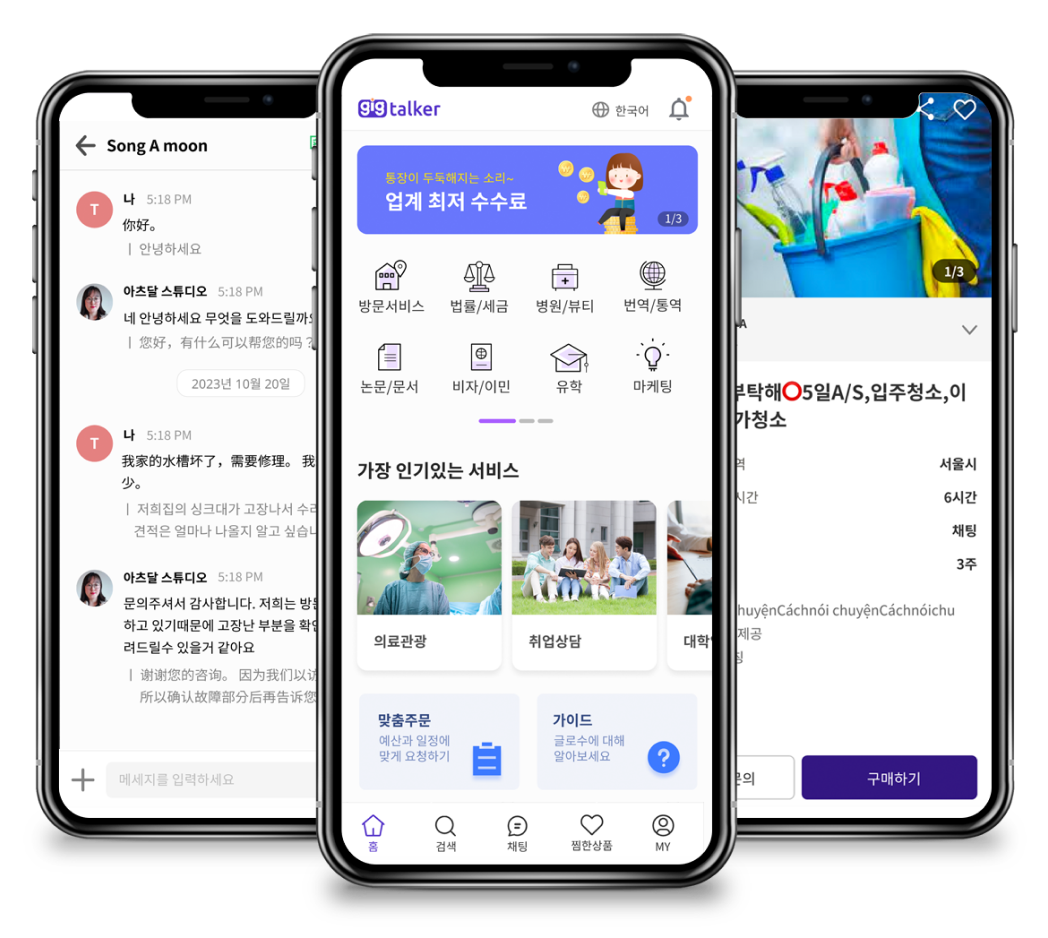 Song A moon
T
나 5:18 PM
你好。
| 안녕하세요
아츠달 스튜디오 5:18 PM
네 안녕하세요 무엇을 도와드릴까
| 您好，有什么可以帮您的吗？
2023년 10월 20일
T
나 5:18 PM
我家的水槽坏了，需要修理。 我
少。
| 저희집의 싱크대가 고장나서 수
견적은 얼마나 나올지 알고 싶습
아츠달 스튜디오 5:18 PM
문의주셔서 감사합니다. 저희는 방
하고 있기때문에 고장난 부분을 확
려드릴수 있을거 같아요
| 谢谢您的咨询。 因为我们以
所以确认故障部分后再告诉您
메세지를 입력하세요
gigtalker
한국어
통장이 두둑해지는 소리~
업계 최저 수수료
1/3
방문서비스 법률/세금 병원/뷰티 번역/통역
논문/문서 비자/이민 유학 마케팅
가장 인기있는 서비스
의료관광 취업상담 대학
맞춤주문
예산과 일정에
맞게 요청하기
가이드
글로수에 대해
알아보세요
?
홈 검색 채팅 찜한상품 MY
1/3
A
부탁해⭕5일A/S,입주청소,이
가청소
역 서울시
시간 6시간
채팅
3주
huyệnCáchnói chuyệnCáchnóichu
제공
문의
구매하기